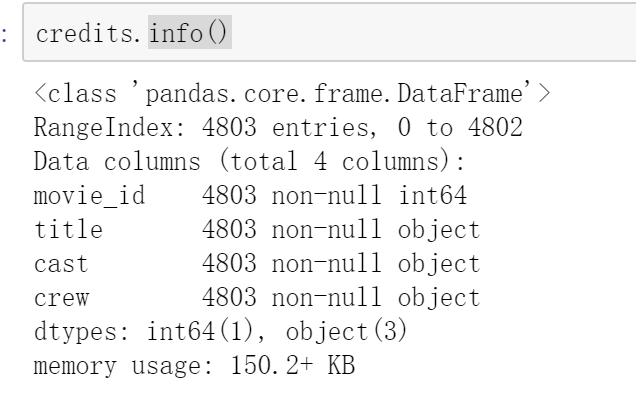 : credits.info()
<class 'pandas.core.frame.DataFrame'>
RangeIndex: 4803 entries, 0 to 4802
Data columns (total 4 columns):
movie_id    4803 non-null int64
title       4803 non-null object
cast        4803 non-null object
crew        4803 non-null object
dtypes: int64(1), object(3)
memory usage: 150.2+ KB